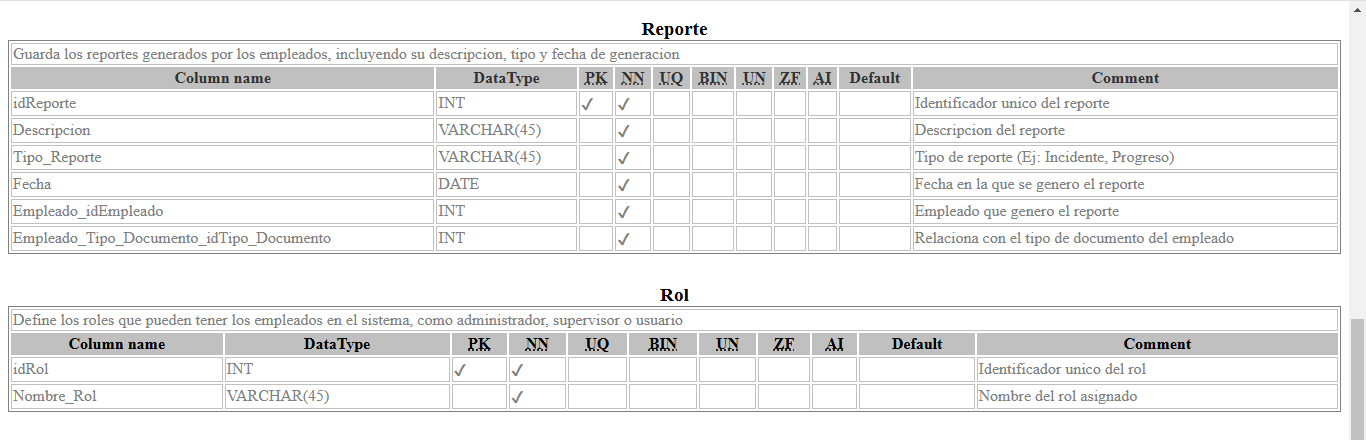 Reporte
Guarda los reportes generados por los empleados, incluyendo su descripcion, tipo y fecha de generacion
Column name DataType PK NN UQ BIN UN ZF AI Default Comment
idReporte INT ✓ ✓ Identificador unico del reporte
Descripcion VARCHAR(45) ✓ Descripcion del reporte
Tipo_Reporte VARCHAR(45) ✓ Tipo de reporte (Ej: Incidente, Progreso)
Fecha DATE ✓ Fecha en la que se genero el reporte
Empleado_idEmpleado INT ✓ Empleado que genero el reporte
Empleado_Tipo_Documento_idTipo_Documento INT ✓ Relaciona con el tipo de documento del empleado
Rol
Define los roles que pueden tener los empleados en el sistema, como administrador, supervisor o usuario
Column name DataType PK NN UQ BIN UN ZF AI Default Comment
idRol INT ✓ ✓ Identificador unico del rol
Nombre_Rol VARCHAR(45) ✓ Nombre del rol asignado